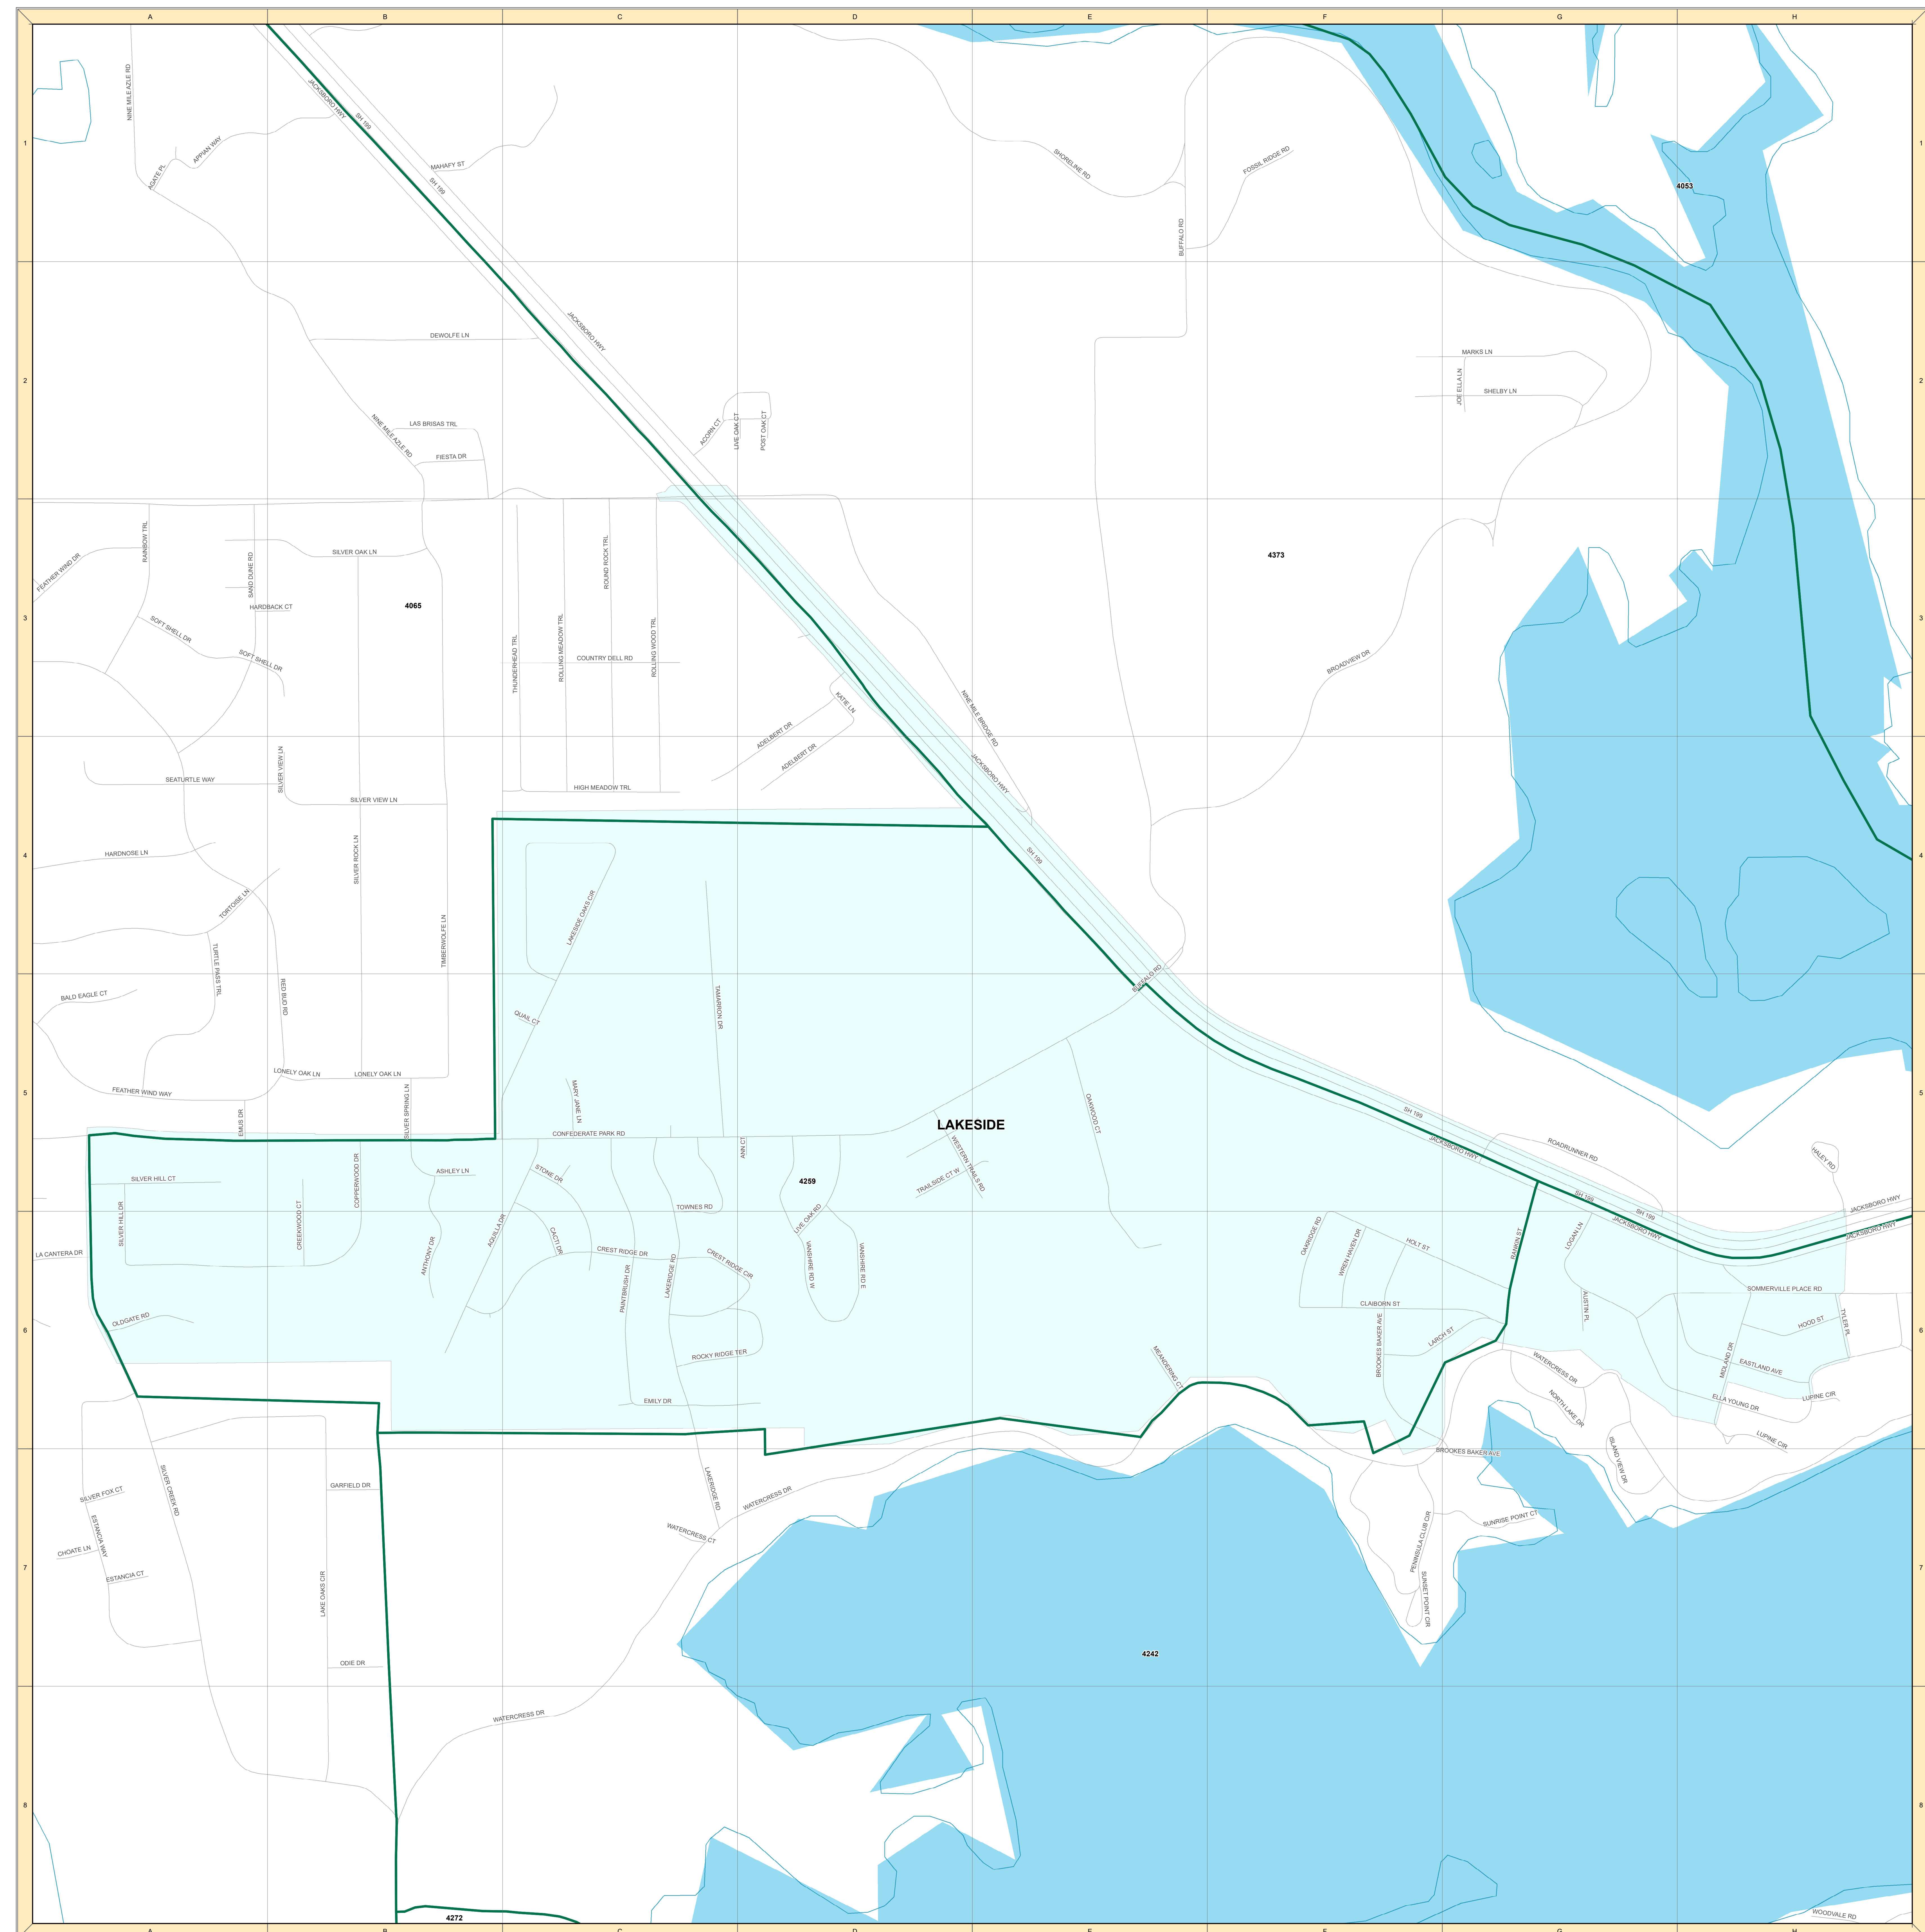 A B C D E F G H
1
1
NINE MILE AZLE RD
JACKSBORO HWY
SH 199
APPIAN WAY
AGATE PL
MAHAFY ST
SH 199
SHORELINE RD
FOSSIL RIDGE RD
BUFFALO RD
4053
JACKSBORO HWY
DEWOLFE LN
2
2
MARKS LN
JOE ELLA LN
SHELBY LN
NINE MILE AZLE RD
LAS BRISAS TRL
FIESTA DR
ACORN CT
LIVE OAK CT
POST OAK CT
RAINBOW TRL
FEATHER WIND DR
SAND DUNE RD
SILVER OAK LN
ROUND ROCK TRL
4373
4065
HARDBACK CT
3
3
SOFT SHELL DR
SOFT SHELL DR
THUNDERHEAD TRL
ROLLING MEADOW TRL
ROLLING WOOD TRL
COUNTRY DELL RD
BROADVIEW DR
KATIE LN
NINE MILE BRIDGE RD
ADELBERT DR
ADELBERT DR
JACKSBORO HWY
SEATURTLE WAY
SILVER VIEW LN
SILVER VIEW LN
HIGH MEADOW TRL
HARDNOSE LN
SILVER ROCK LN
4
4
SH 199
TORTOISE LN
LAKESIDE OAKS CIR
TIMBERWOLFE LN
TURTLE PASS TRL
BALD EAGLE CT
RED BUD RD
BUFFALO RD
TAMARRON DR
QUAIL CT
LONELY OAK LN
LONELY OAK LN
FEATHER WIND WAY
5
5
EMUS DR
SILVER SPRING LN
MARY JANE LN
OAKWOOD CT
SH 199
LAKESIDE
CONFEDERATE PARK RD
ANN CT
JACKSBORO HWY
ROADRUNNER RD
HALEY RD
WESTERN TRAILS RD
TRAILSIDE CT W
4259
SILVER HILL CT
COPPERWOOD DR
ASHLEY LN
STONE DR
SILVER HILL DR
CREEKWOOD CT
TOWNES RD
SH 199
SH 199
JACKSBORO HWY
JACKSBORO HWY
JACKSBORO HWY
LIVE OAK RD
AQUILLA DR
CACTI DR
OAKRIDGE RD
WREN HAVEN DR
HOLT ST
RANKIN ST
LOGAN LN
LA CANTERA DR
ANTHONY DR
CREST RIDGE DR
CREST RIDGE CIR
VANSHIRE RD W
VANSHIRE RD E
PAINTBRUSH DR
LAKERIDGE RD
SOMMERVILLE PLACE RD
CLAIBORN ST
AUSTIN PL
OLDGATE RD
HOOD ST
TYLER PL
6
6
LARCH ST
BROOKES BAKER AVE
ROCKY RIDGE TER
MEANDERING CT
WATERCRESS DR
MIDLAND DR
EASTLAND AVE
EMILY DR
NORTH LAKE DR
ELLA YOUNG DR
LUPINE CIR
LUPINE CIR
BROOKES BAKER AVE
ISLAND VIEW DR
SILVER CREEK RD
GARFIELD DR
LAKERIDGE RD
WATERCRESS DR
SILVER FOX CT
ESTANCIA WAY
WATERCRESS CT
SUNRISE POINT CT
PENINSULA CLUB CIR
CHOATE LN
7
7
ESTANCIA CT
LAKE OAKS CIR
SUNSET POINT CIR
4242
ODIE DR
WATERCRESS DR
8
8
4272
WOODVALE RD
A B C D E F G H